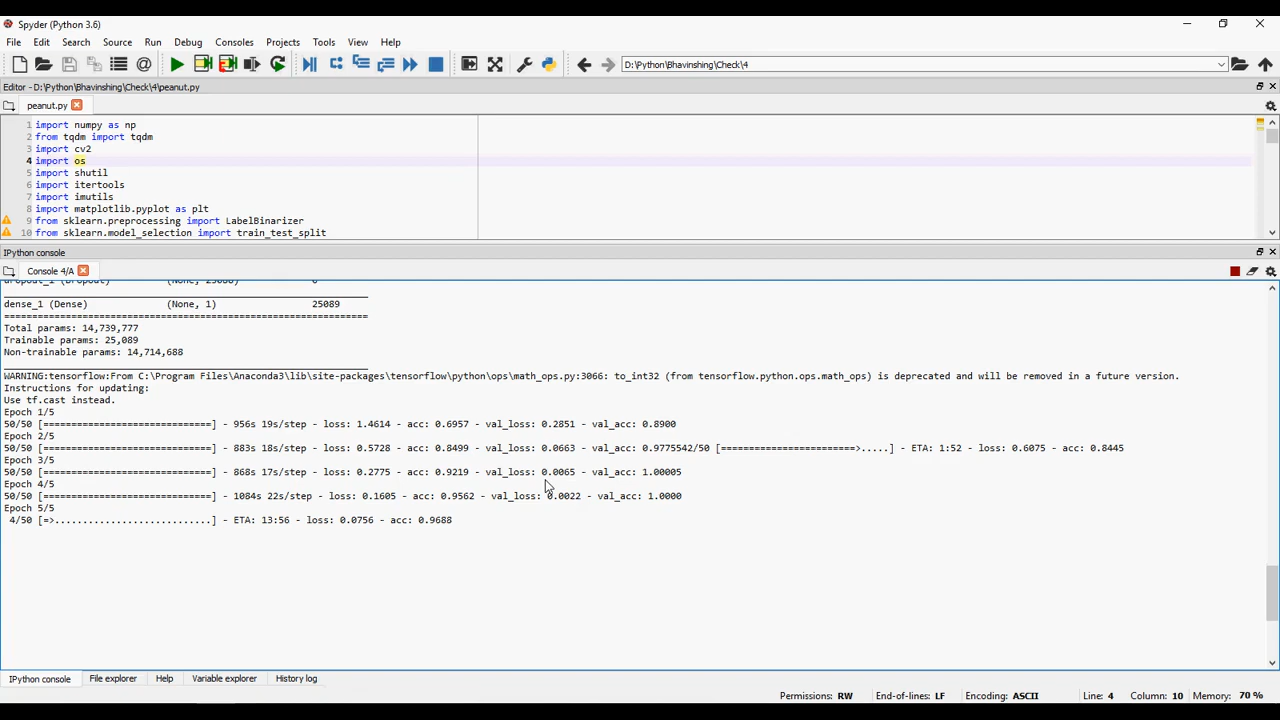 Spyder (Python 3.6)
File Edit Search Source Run Debug Consoles Projects Tools View Help
D:\Python\Bhavinshing\Check\4
Editor - D:\Python\Bhavinshing\Check\4\peanut.py
peanut.py
1 import numpy as np
2 from tqdm import tqdm
3 import cv2
4 import os
5 import shutil
6 import itertools
7 import imutils
8 import matplotlib.pyplot as plt
9 from sklearn.preprocessing import LabelBinarizer
10 from sklearn.model_selection import train_test_split
IPython console
Console 4/A
dropout_1 (Dropout) (None, 25088) 0
dense_1 (Dense) (None, 1) 25089
=================================================================
Total params: 14,739,777
Trainable params: 25,089
Non-trainable params: 14,714,688
WARNING:tensorflow:From C:\Program Files\Anaconda3\lib\site-packages\tensorflow\python\ops\math_ops.py:3066: to_int32 (from tensorflow.python.ops.math_ops) is deprecated and will be removed in a future version.
Instructions for updating:
Use tf.cast instead.
Epoch 1/5
50/50 [==============================] - 956s 19s/step - loss: 1.4614 - acc: 0.6957 - val_loss: 0.2851 - val_acc: 0.8900
Epoch 2/5
50/50 [==============================] - 883s 18s/step - loss: 0.5728 - acc: 0.8499 - val_loss: 0.0663 - val_acc: 0.9775542/50 [========================>.....] - ETA: 1:52 - loss: 0.6075 - acc: 0.8445
Epoch 3/5
50/50 [==============================] - 868s 17s/step - loss: 0.2775 - acc: 0.9219 - val_loss: 0.0065 - val_acc: 1.00005
Epoch 4/5
50/50 [==============================] - 1084s 22s/step - loss: 0.1605 - acc: 0.9562 - val_loss: 0.0022 - val_acc: 1.0000
Epoch 5/5
4/50 [=>............................] - ETA: 13:56 - loss: 0.0756 - acc: 0.9688
IPython console File explorer Help Variable explorer History log
Permissions: RW End-of-lines: LF Encoding: ASCII Line: 4 Column: 10 Memory: 70 %